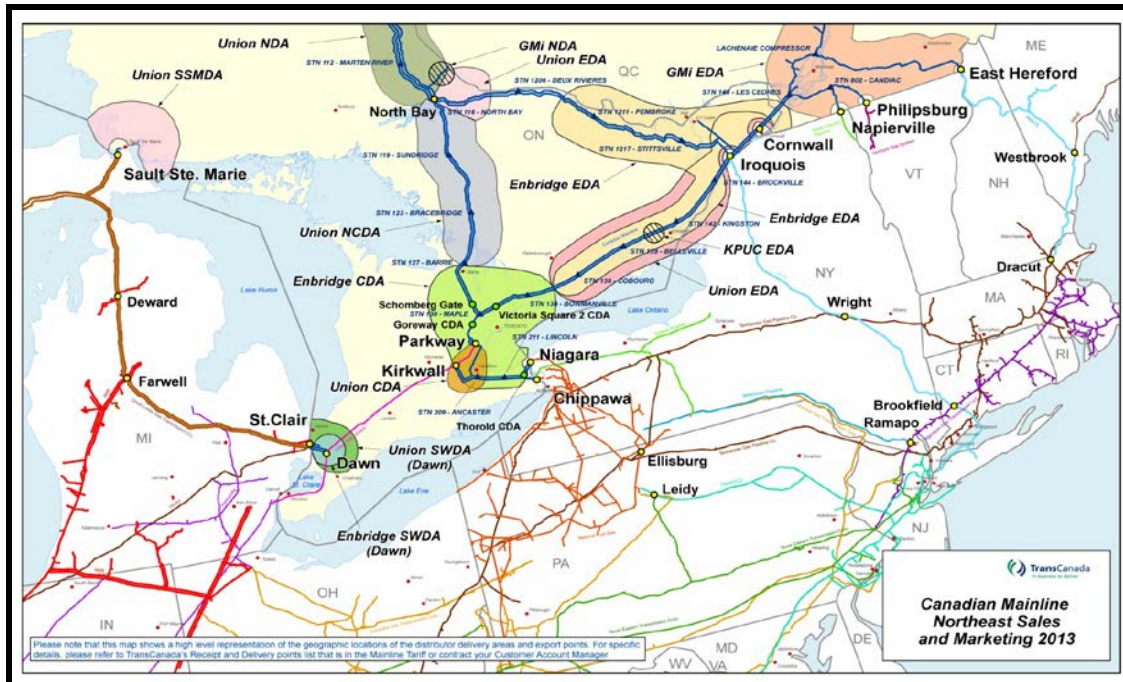 Union NDA
GMi NDA
Union EDA
LACHENAIE COMPRESSOR
ME
Union SSMDA
STN 112 - MARTEN RIVER
QC
GMi EDA
East Hereford
STN 1206 - DEUX RIVIERES
STN 802 - CANDIAC
STN 148 - LES CEDRES
North Bay
STN 116 - NORTH BAY
STN 1211 - PEMBROKE
Philipsburg
Napierville
ON
Cornwall
STN 119 - SUNDRIDGE
STN 1217 - STITTSVILLE
Iroquois
Westbrook
Sault Ste. Marie
VT
NH
STN 144 - BROCKVILLE
Enbridge EDA
Enbridge EDA
STN 123 - BRACEBRIDGE
Union NCDA
STN 142 - KINGSTON
KPUC EDA
STN 139 - BELLEVILLE
STN 127 - BARRIE
Dracut
NY
Enbridge CDA
STN 134 - COBOURG
Union EDA
Lake Huron
Deward
MA
Schomberg Gate
STN 134 - BOWMANVILLE
Wright
STN 130 - MAPLE
Victoria Square 2 CDA
Lake Ontario
Goreway CDA
TORONTO
STN 211 - LINCOLN
Parkway
Niagara
RI
CT
Kirkwall
Farwell
Union CDA
Chippawa
Brookfield
STN 309 - ANCASTER
Ramapo
St.Clair
Thorold CDA
MI
Union SWDA
(Dawn)
Dawn
Ellisburg
Lake
St. Claire
Lake Erie
Leidy
Enbridge SWDA
(Dawn)
NJ
PA
OH
IN
TransCanada
In business to deliver
Canadian Mainline
Northeast Sales
and Marketing 2013
MD
DE
WV
VA
Please note that this map shows a high level representation of the geographic locations of the distributor delivery areas and export points. For specific
details, please refer to TransCanada's Receipt and Delivery points list that is in the Mainline Tariff or contract your Customer Account Manager